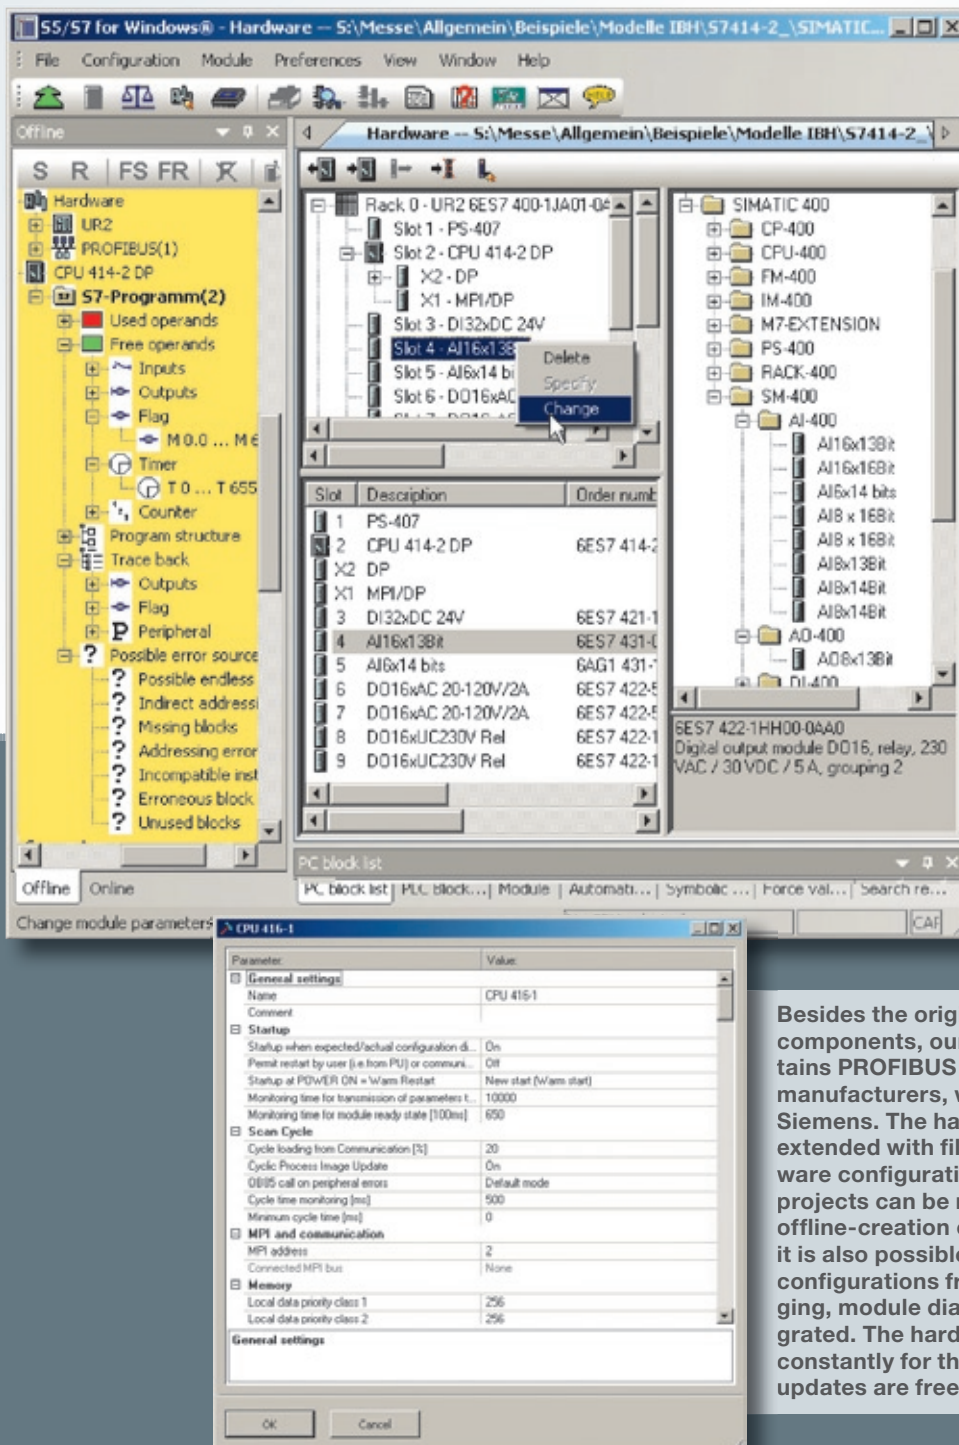 S5/S7 for Windows® - Hardware -- S:\Messe\Allgemein\Beispiele\Modelle IBH\S7414-2_\SIMATIC...
File Configuration Module Preferences View Window Help
Offline
S R FS FR
Hardware
UR2
PROFIBUS(1)
CPU 414-2 DP
S7-Programm(2)
Used operands
Free operands
Inputs
Outputs
Flag
M 0.0 ... M 6
Timer
T 0 ... T 655
Counter
Program structure
Trace back
Outputs
Flag
P Peripheral
? Possible error source
? Possible endless
? Indirect addressi
? Missing blocks
? Addressing error
? Incompatible inst
? Erroneous block
? Unused blocks
Offline Online
Change module parameters
Hardware -- S:\Messe\Allgemein\Beispiele\Modelle IBH\S7414-2_\
Rack 0 - UR2 6ES7 400-1JA01-0A
Slot 1 - PS-407
Slot 2 - CPU 414-2 DP
X2 - DP
X1 - MPI/DP
Slot 3 - DI32xDC 24V
Slot 4 - AI16x13B
Slot 5 - AI6x14 bi
Slot 6 - DO16xAC
Delete
Specify
Change
Slot Description Order numb
1 PS-407
2 CPU 414-2 DP 6ES7 414-2
X2 DP
X1 MPI/DP
3 DI32xDC 24V 6ES7 421-1
4 AI16x13Bit 6ES7 431-0
5 AI6x14 bits 6AG1 431-1
6 DO16xAC 20-120V/2A 6ES7 422-5
7 DO16xAC 20-120V/2A 6ES7 422-5
8 DO16xUC230V Rel 6ES7 422-1
9 DO16xUC230V Rel 6ES7 422-1
SIMATIC 400
CP-400
CPU-400
FM-400
IM-400
M7-EXTENSION
PS-400
RACK-400
SM-400
AI-400
AI16x13Bit
AI16x16Bit
AI6x14 bits
AI8 x 16Bit
AI8 x 16Bit
AI8x13Bit
AI8x14Bit
AI8x14Bit
AO-400
AO8x13Bit
DI-400
6ES7 422-1HH00-0AA0
Digital output module DO16, relay, 230
VAC / 30 VDC / 5 A, grouping 2
PC block list
PC block list PLC Block... Module Automati... Symbolic ... Force val... Search re...
CAP
CPU 416-1
Parameter: Value:
General settings
Name CPU 416-1
Comment
Startup
Startup when expected/actual configuration di... On
Permit restart by user (i.e.from PU) or communi... Off
Startup at POWER ON = Warm Restart New start (Warm start)
Monitoring time for transmission of parameters t... 10000
Monitoring time for module ready state [100ms] 650
Scan Cycle
Cycle loading from Communication [%] 20
Cyclic Process Image Update On
OB85 call on peripheral errors Default mode
Cycle time monitoring [ms] 500
Minimum cycle time [ms] 0
MPI and communication
MPI address 2
Connected MPI bus None
Memory
Local data priority class 1 256
Local data priority class 2 256
General settings
OK Cancel
Besides the orig
components, our
tains PROFIBUS
manufacturers, v
Siemens. The ha
extended with fil
ware configurati
projects can be r
offline-creation o
it is also possible
configurations fr
ging, module dia
grated. The hard
constantly for th
updates are free